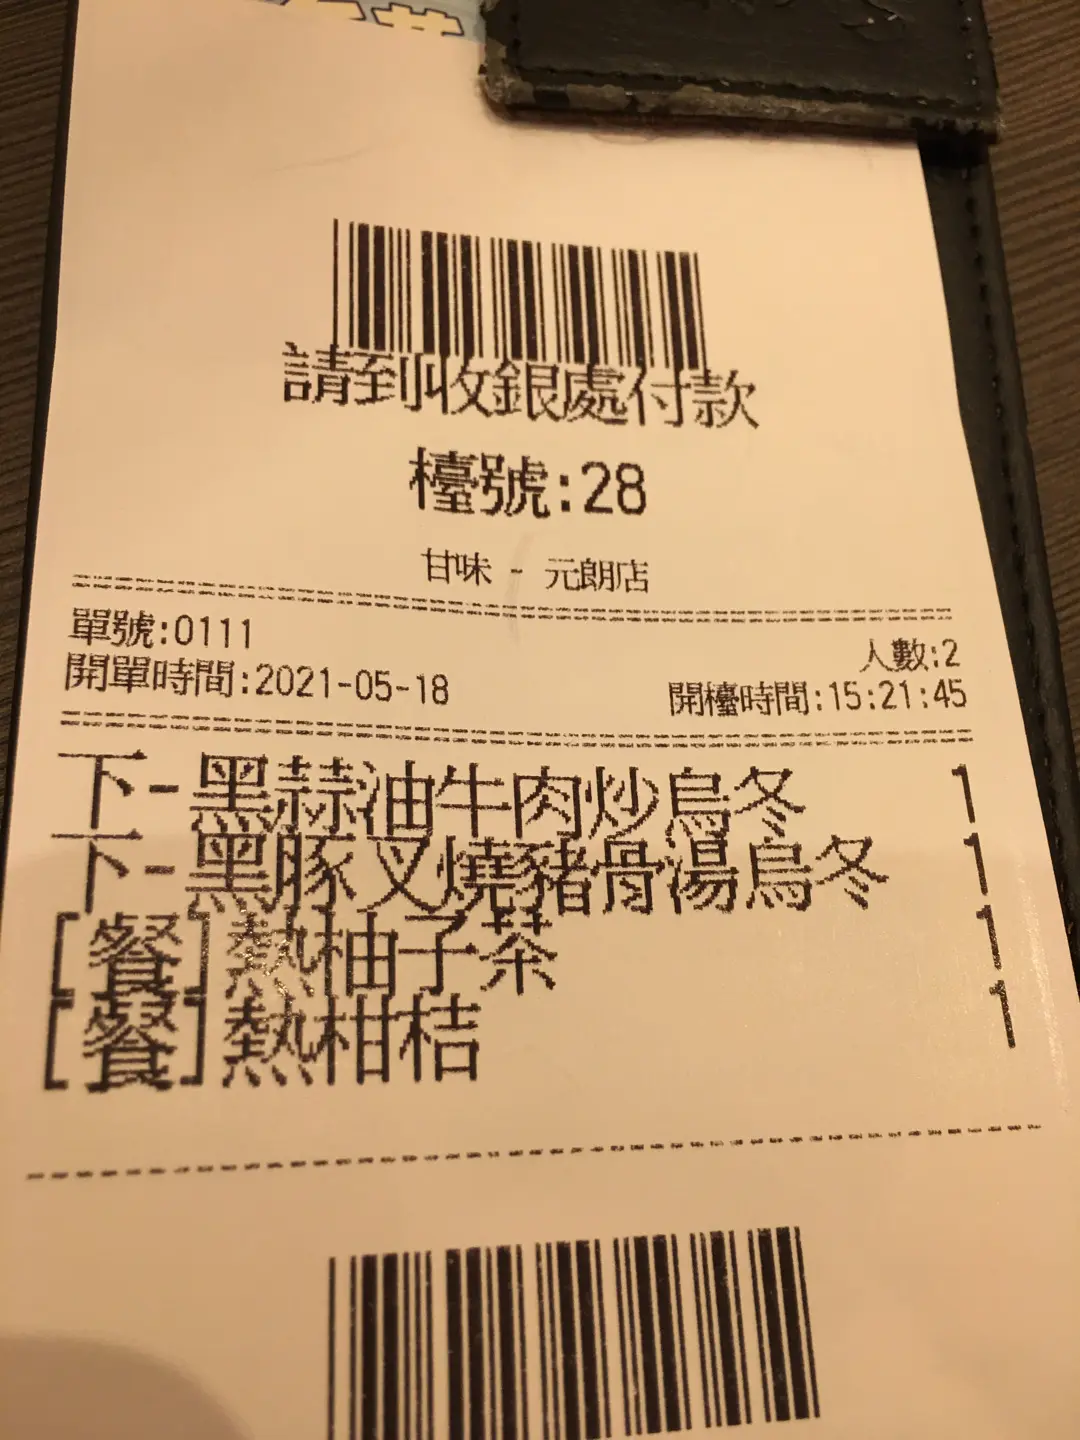 請到收銀處付款
檯號:28
甘味 - 元朗店
單號:0111
人數:2
開單時間:2021-05-18
開檯時間:15:21:45
下-黑蒜油牛肉炒烏冬 1
下-黑豚叉燒豬骨湯烏冬 1
[餐]熱柚子茶 1
[餐]熱柑桔 1